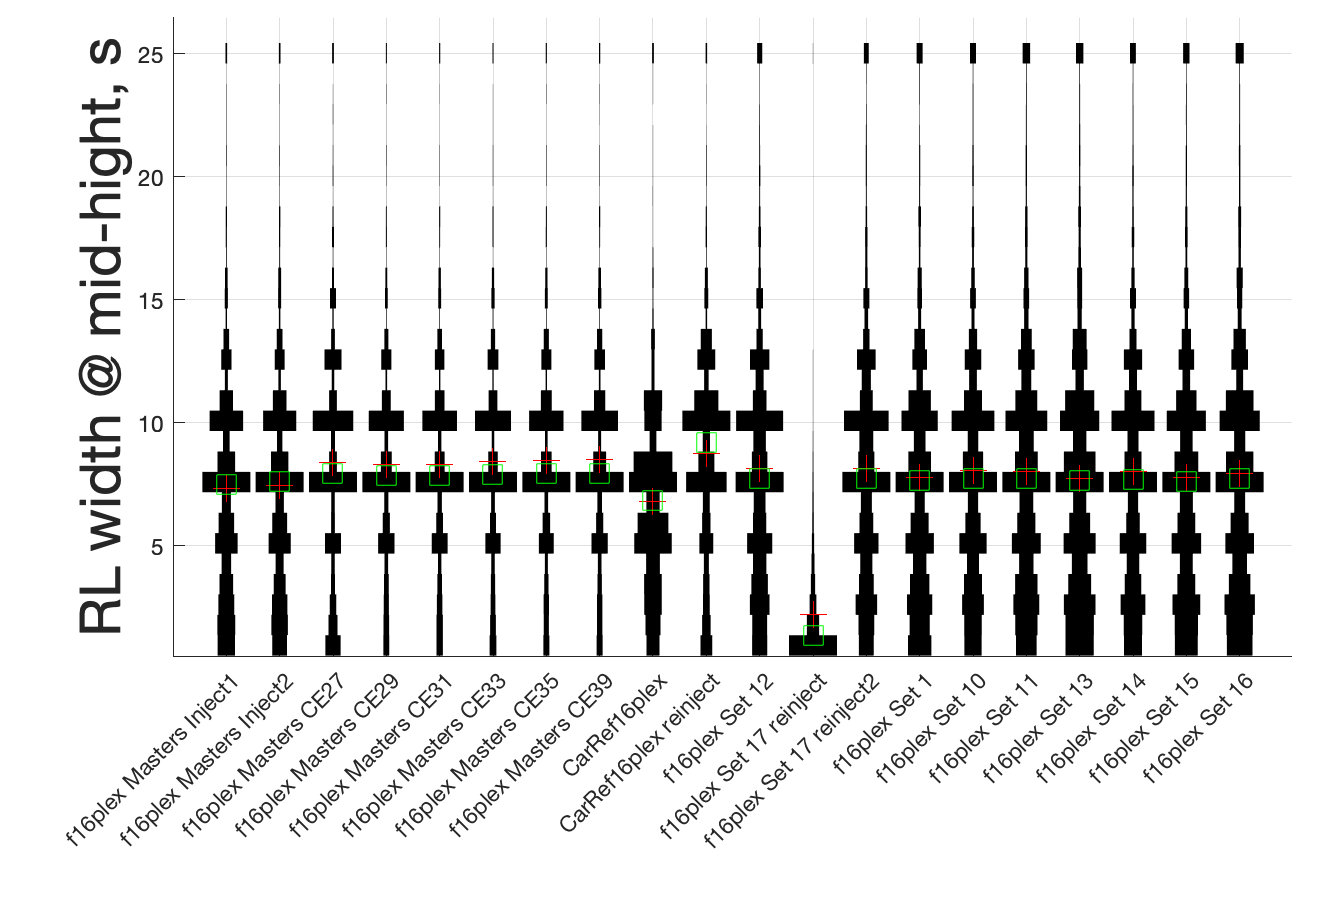 RL width @ mid-hight, s
25
20
15
10
5
f16plex Masters Inject1
f16plex Masters Inject2
f16plex Masters CE27
f16plex Masters CE29
f16plex Masters CE31
f16plex Masters CE33
f16plex Masters CE35
f16plex Masters CE39
CarRef16plex
CarRef16plex reinject
f16plex Set 12
f16plex Set 17 reinject
f16plex Set 17 reinject2
f16plex Set 1
f16plex Set 10
f16plex Set 11
f16plex Set 13
f16plex Set 14
f16plex Set 15
f16plex Set 16